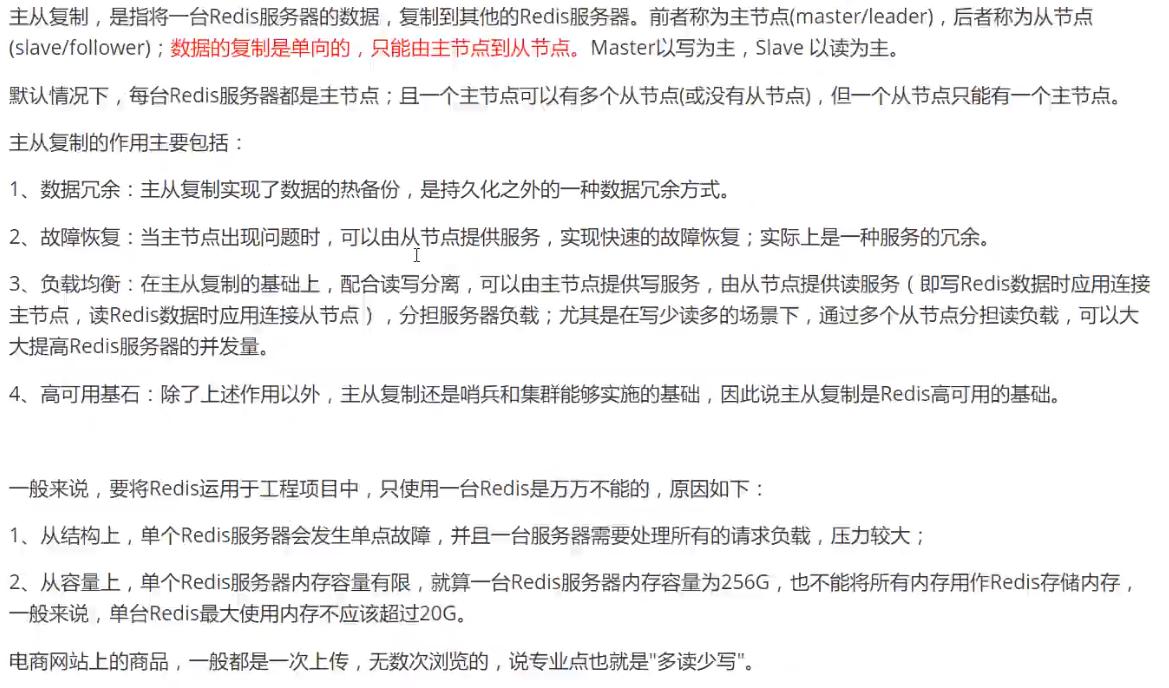 主从复制，是指将一台Redis服务器的数据，复制到其他的Redis服务器。前者称为主节点(master/leader)，后者称为从节点
(slave/follower)；数据的复制是单向的，只能由主节点到从节点。Master以写为主，Slave 以读为主。
默认情况下，每台Redis服务器都是主节点；且一个主节点可以有多个从节点(或没有从节点)，但一个从节点只能有一个主节点。
主从复制的作用主要包括：
1、数据冗余：主从复制实现了数据的热备份，是持久化之外的一种数据冗余方式。
2、故障恢复：当主节点出现问题时，可以由从节点提供服务，实现快速的故障恢复；实际上是一种服务的冗余。
3、负载均衡：在主从复制的基础上，配合读写分离，可以由主节点提供写服务，由从节点提供读服务（即写Redis数据时应用连接
主节点，读Redis数据时应用连接从节点），分担服务器负载；尤其是在写少读多的场景下，通过多个从节点分担读负载，可以大
大提高Redis服务器的并发量。
4、高可用基石：除了上述作用以外，主从复制还是哨兵和集群能够实施的基础，因此说主从复制是Redis高可用的基础。
一般来说，要将Redis运用于工程项目中，只使用一台Redis是万万不能的，原因如下：
1、从结构上，单个Redis服务器会发生单点故障，并且一台服务器需要处理所有的请求负载，压力较大；
2、从容量上，单个Redis服务器内存容量有限，就算一台Redis服务器内存容量为256G，也不能将所有内存用作Redis存储内存，
一般来说，单台Redis最大使用内存不应该超过20G。
电商网站上的商品，一般都是一次上传，无数次浏览的，说专业点也就是"多读少写"。